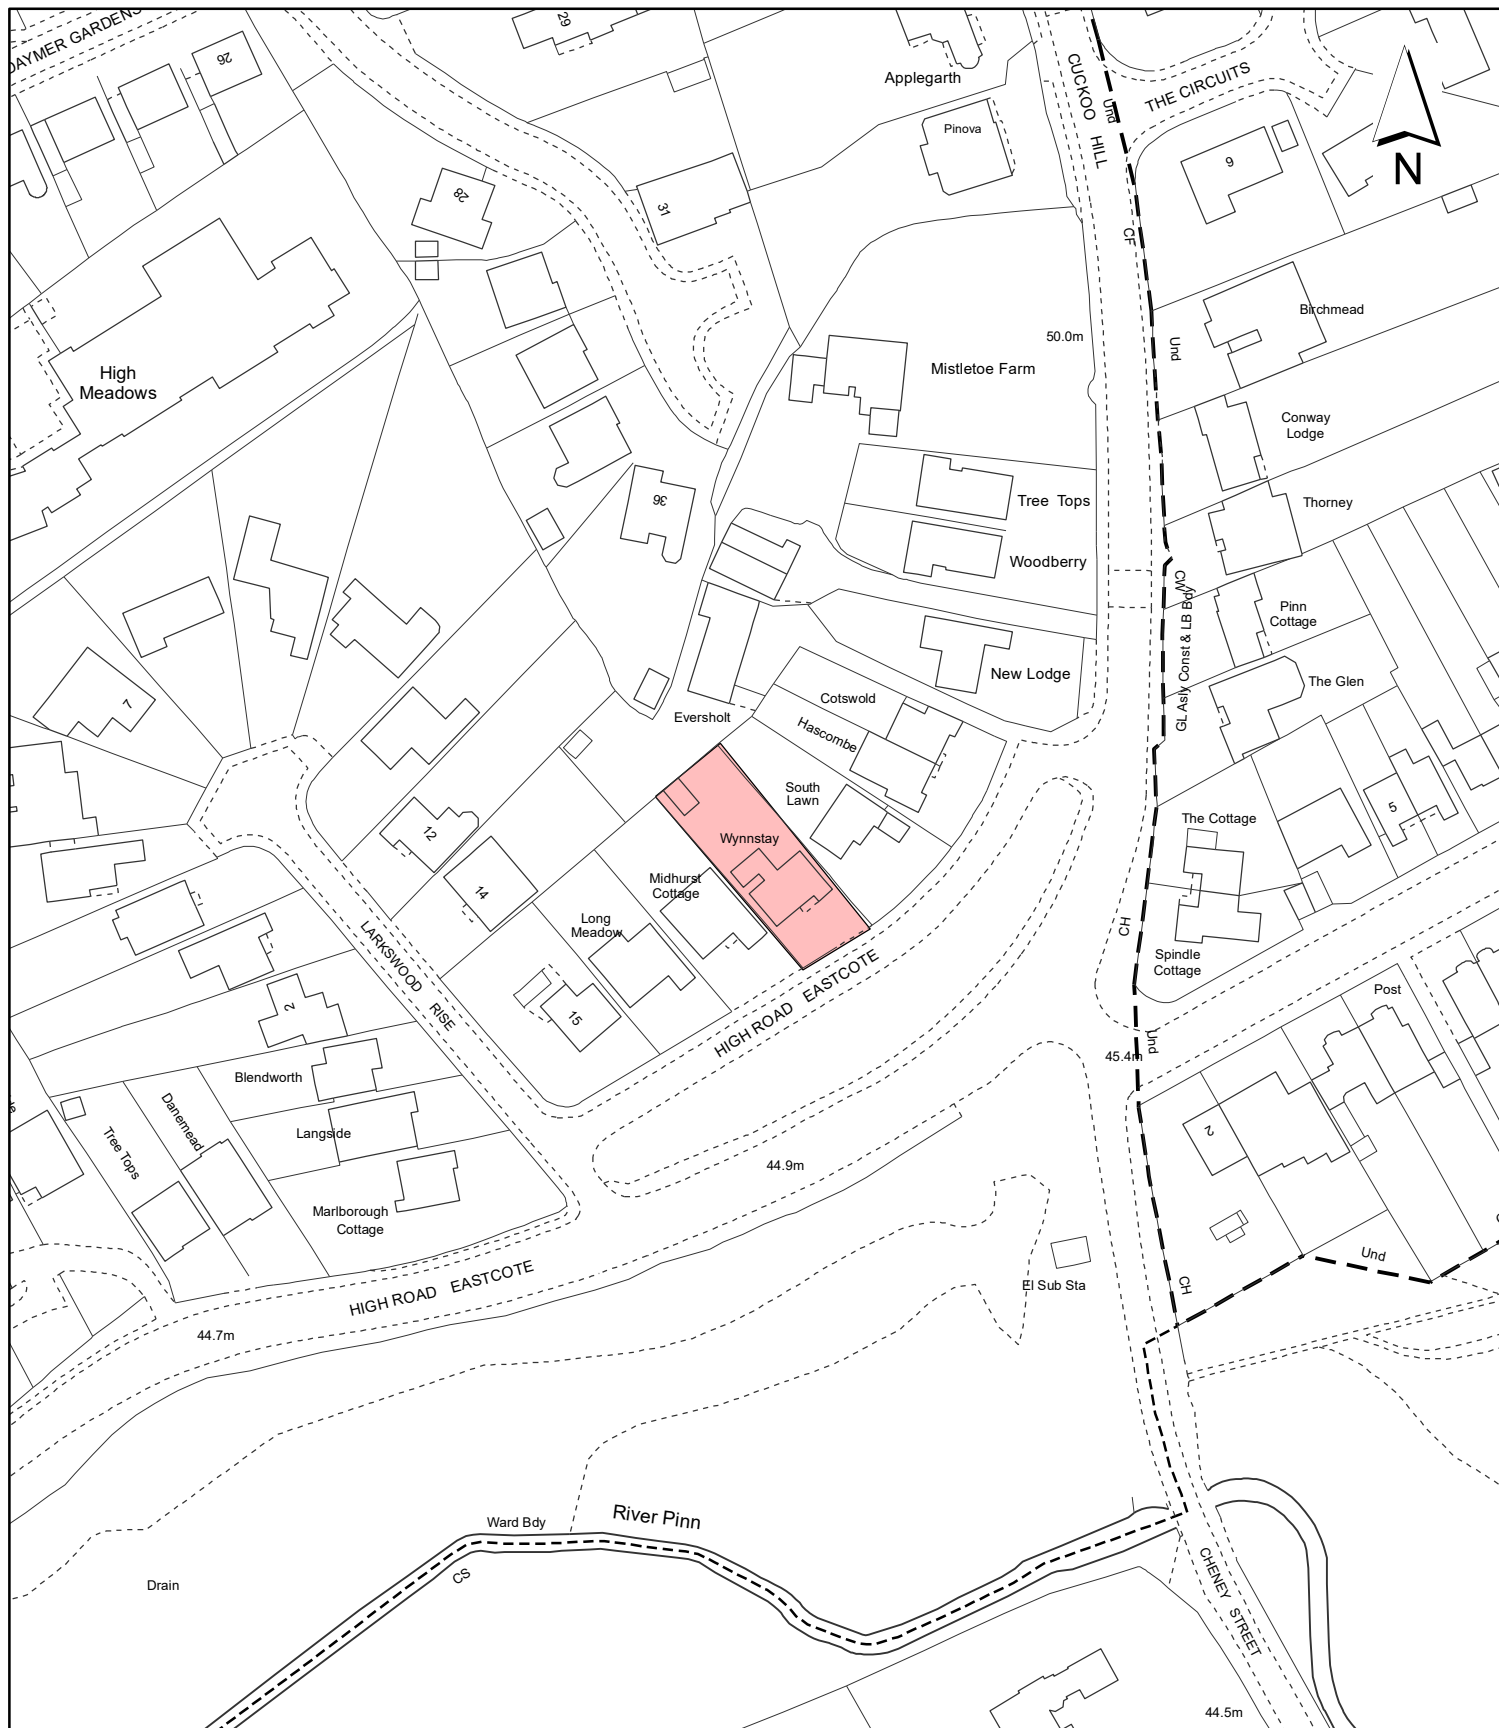 DAYMER GARDENS
26
29
Applegarth
CUCKOO HILL
Und
THE CIRCUITS
N
Pinova
9
28
31
CF
Birchmead
50.0m
Und
High
Meadows
Mistletoe Farm
Conway
Lodge
36
Tree Tops
Thorney
Woodberry
CW
GL Asly Const & LB Bdy
Pinn
Cottage
New Lodge
The Glen
7
Cotswold
Eversholt
Hascombe
South
Lawn
5
The Cottage
12
Wynnstay
14
Midhurst
Cottage
Long
Meadow
LARKSWOOD RISE
CH
Spindle
Cottage
HIGH ROAD EASTCOTE
Post
2
15
Und
45.4m
Blendworth
Danemead
Tree Tops
Langside
2
44.9m
Marlborough
Cottage
HIGH ROAD EASTCOTE
El Sub Sta
CH
Und
44.7m
Ward Bdy
River Pinn
CS
Drain
CHENEY STREET
44.5m